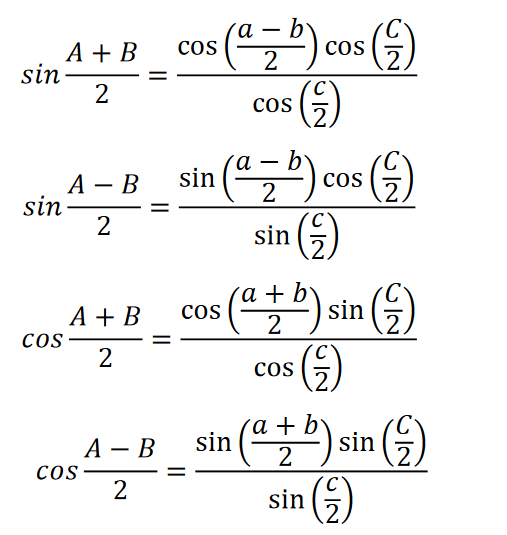 sin (A + B)/2 = (cos((a − b)/2) cos(C/2))/(cos(c/2))
sin (A − B)/2 = (sin((a − b)/2) cos(C/2))/(sin(c/2))
cos (A + B)/2 = (cos((a + b)/2) sin(C/2))/(cos(c/2))
cos (A − B)/2 = (sin((a + b)/2) sin(C/2))/(sin(c/2))